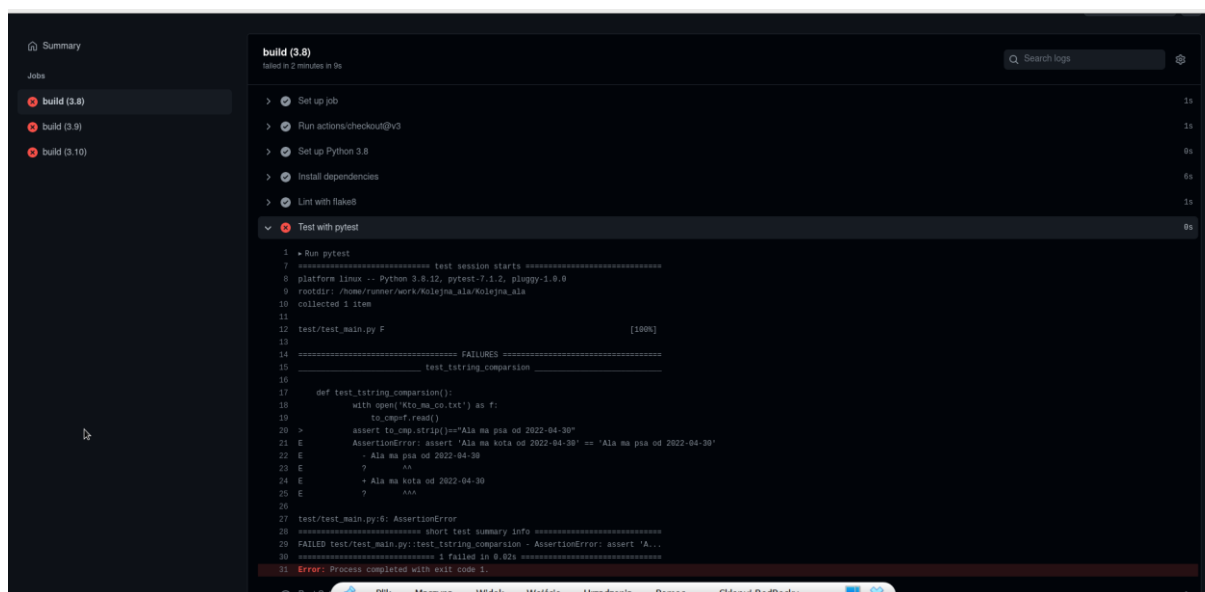 Summary
Jobs
build (3.8)
build (3.9)
build (3.10)
build (3.8)
failed in 2 minutes in 9s
Search logs
Set up job 1s
Run actions/checkout@v3 1s
Set up Python 3.8 0s
Install dependencies 6s
Lint with flake8 1s
Test with pytest 0s
1 Run pytest
7 ============================= test session starts ==============================
8 platform linux -- Python 3.8.12, pytest-7.1.2, pluggy-1.0.0
9 rootdir: /home/runner/work/Kolejna_ala/Kolejna_ala
10 collected 1 item
11
12 test/test_main.py F [100%]
13
14 =================================== FAILURES ===================================
15 ___________________________ test_tstring_comparsion ____________________________
16
17 def test_tstring_comparsion():
18 with open('Kto_ma_co.txt') as f:
19 to_cmp=f.read()
20 > assert to_cmp.strip()=="Ala ma psa od 2022-04-30"
21 E AssertionError: assert 'Ala ma kota od 2022-04-30' == 'Ala ma psa od 2022-04-30'
22 E - Ala ma psa od 2022-04-30
23 E ? ^^
24 E + Ala ma kota od 2022-04-30
25 E ? ^^^
26
27 test/test_main.py:6: AssertionError
28 =========================== short test summary info ============================
29 FAILED test/test_main.py::test_tstring_comparsion - AssertionError: assert 'A...
30 ============================== 1 failed in 0.02s ===============================
31 Error: Process completed with exit code 1.